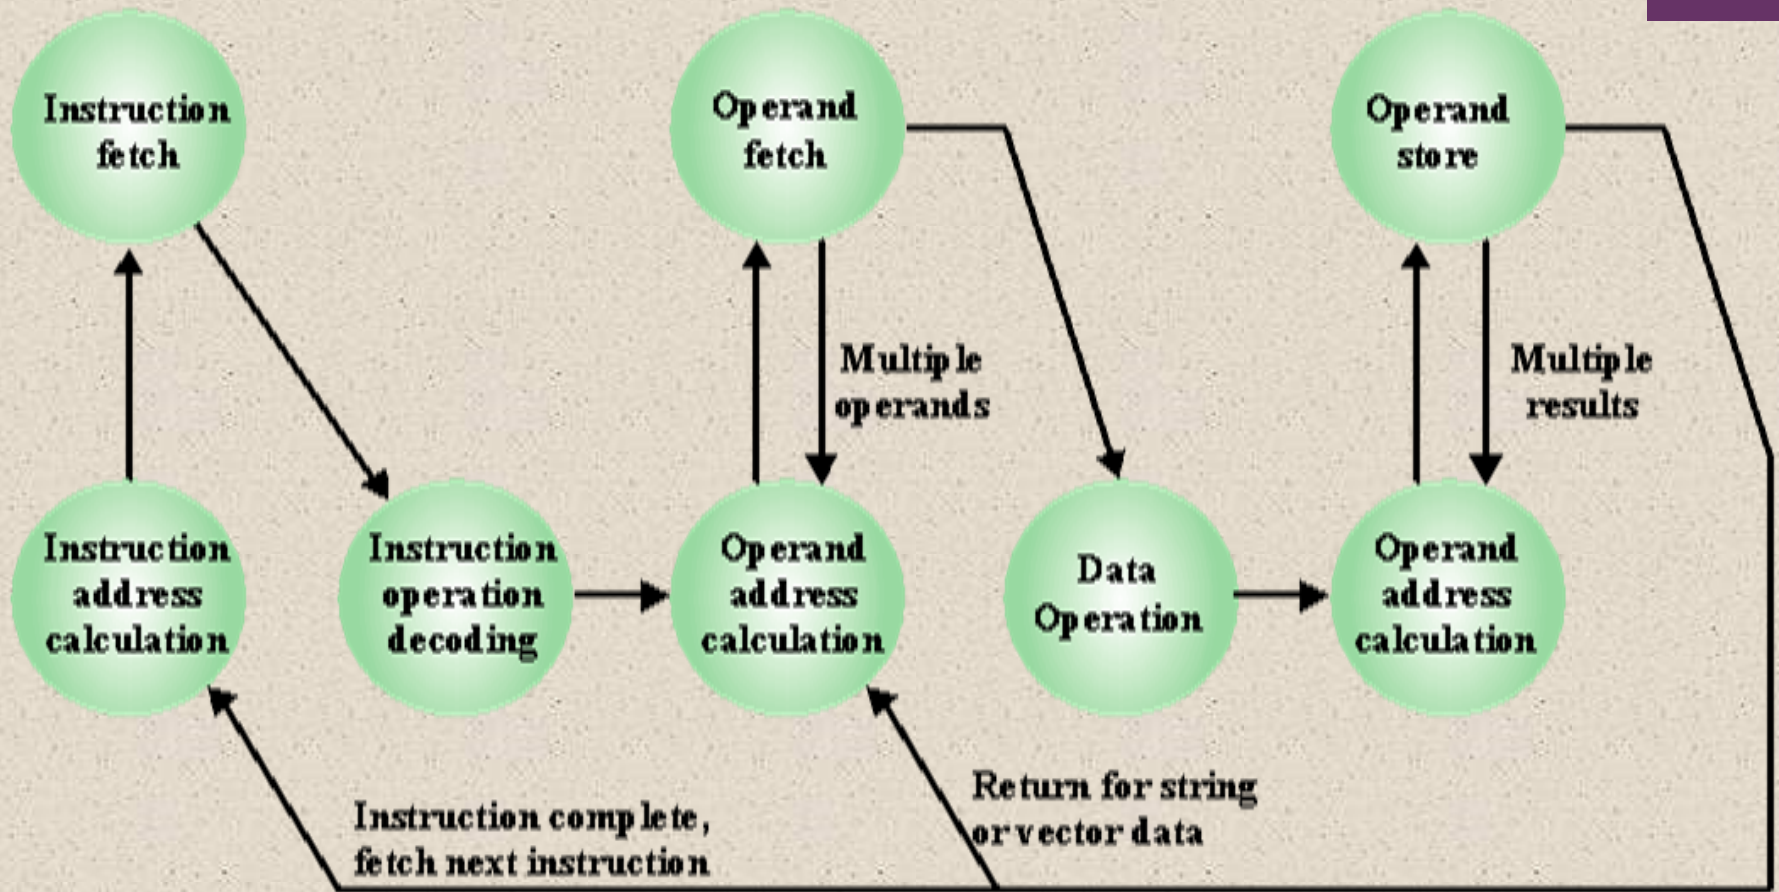 Instruction
fetch
Operand
fetch
Operand
store
Multiple
operands
Multiple
results
Instruction
address
calculation
Instruction
operation
decoding
Operand
address
calculation
Data
Operation
Operand
address
calculation
Instruction complete,
fetch next instruction
Return for string
or vector data